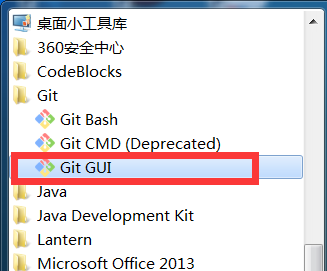 桌面小工具库
360安全中心
CodeBlocks
Git
Git Bash
Git CMD (Deprecated)
Git GUI
Java
Java Development Kit
Lantern
Microsoft Office 2013